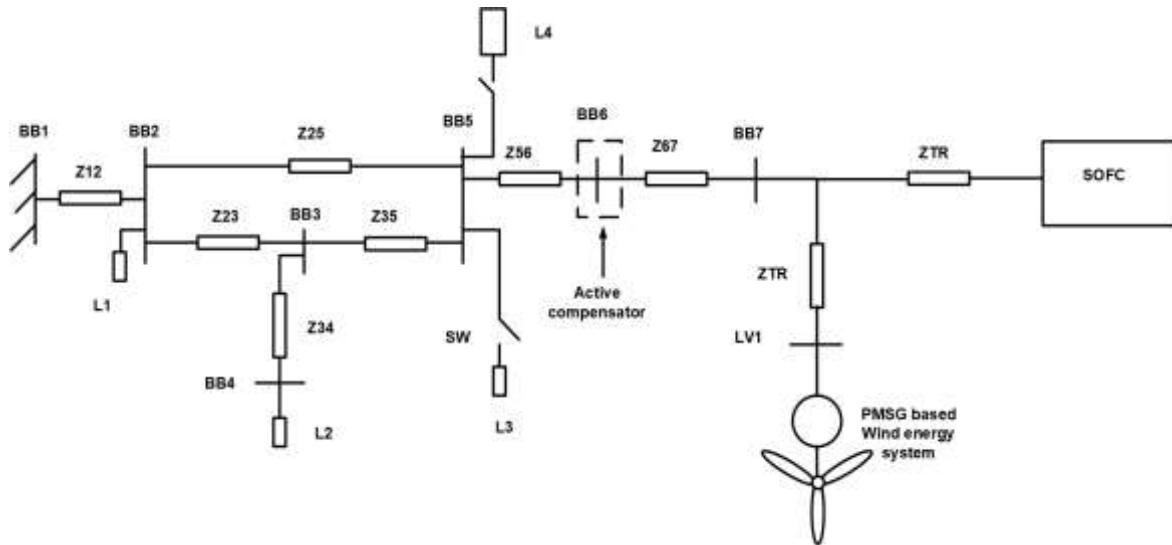 L4
BB1
BB2
Z25
BB5
BB6
Z56
Z67
BB7
ZTR
SOFC
Z12
Z23
BB3
Z35
L1
Z34
Active
compensator
ZTR
SW
LV1
BB4
L2
L3
PMSG based
Wind energy
system